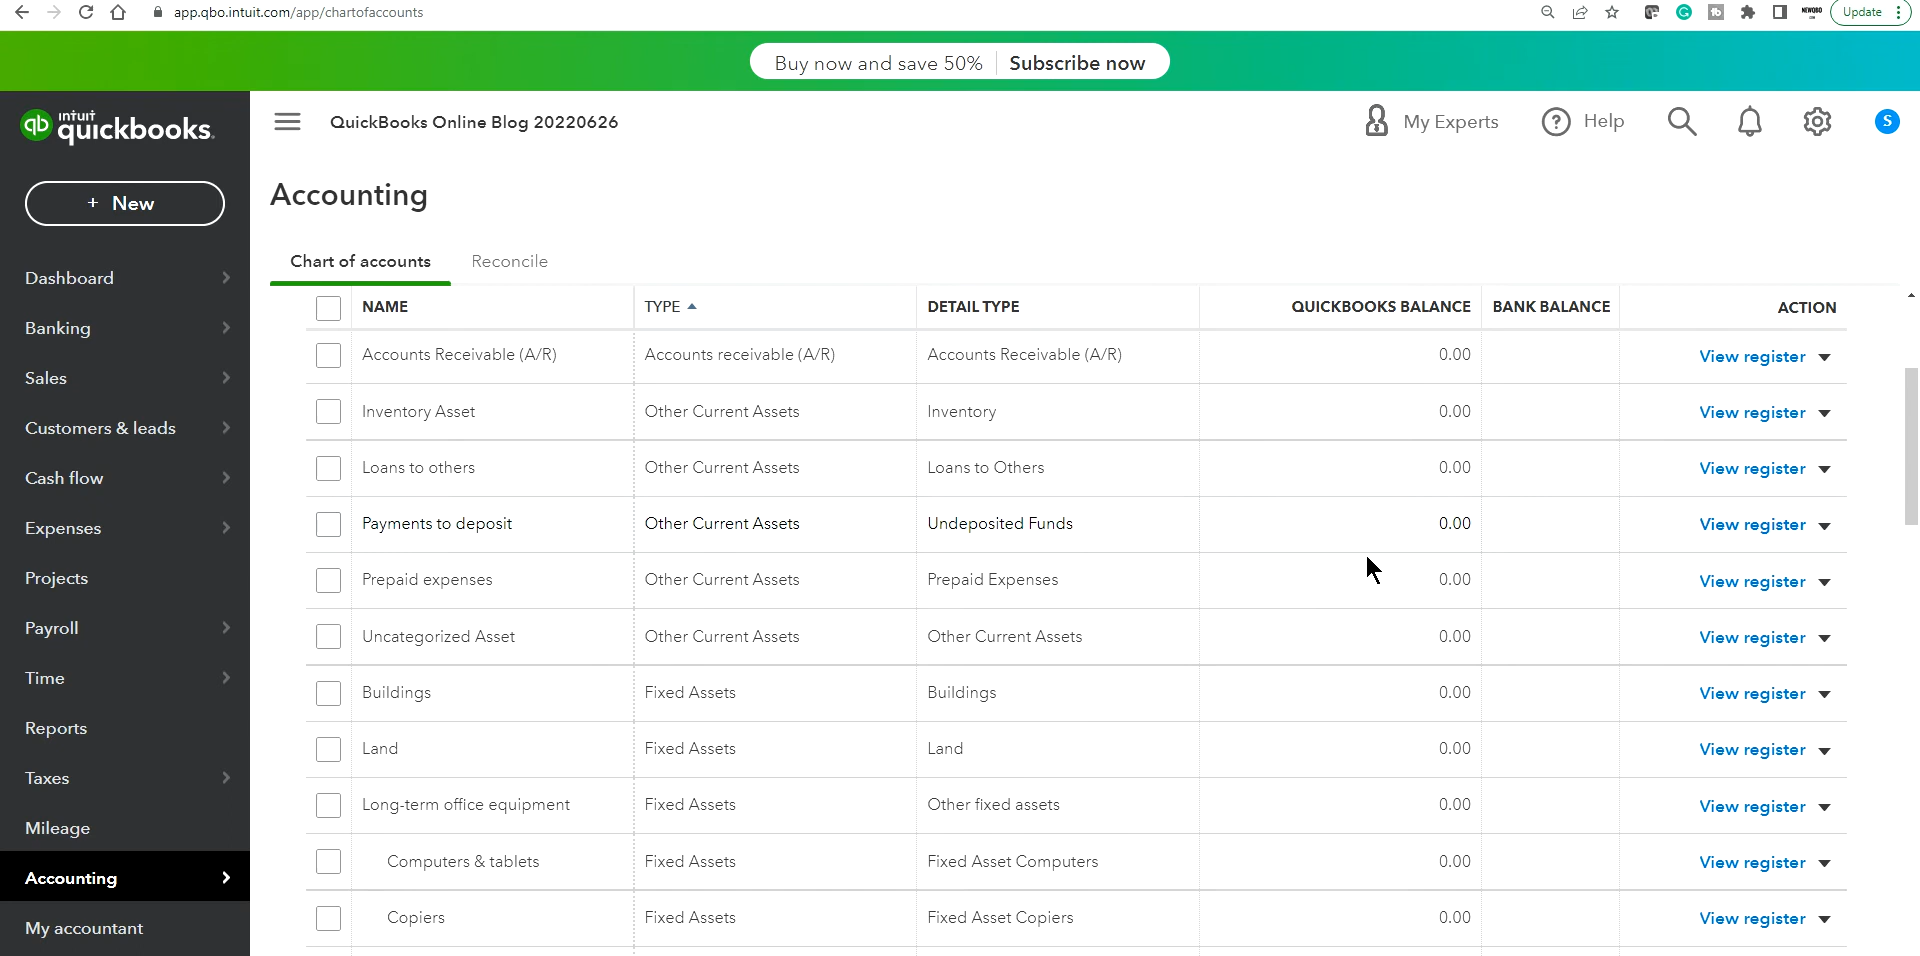 app.qbo.intuit.com/app/chartofaccounts
Update
Buy now and save 50% Subscribe now
qb intuit quickbooks.
QuickBooks Online Blog 20220626
My Experts
Help
S
+ New
Accounting
Chart of accounts Reconcile
Dashboard
Banking
Sales
Customers & leads
Cash flow
Expenses
Projects
Payroll
Time
Reports
Taxes
Mileage
Accounting
My accountant
NAME TYPE DETAIL TYPE QUICKBOOKS BALANCE BANK BALANCE ACTION
Accounts Receivable (A/R) Accounts receivable (A/R) Accounts Receivable (A/R) 0.00 View register
Inventory Asset Other Current Assets Inventory 0.00 View register
Loans to others Other Current Assets Loans to Others 0.00 View register
Payments to deposit Other Current Assets Undeposited Funds 0.00 View register
Prepaid expenses Other Current Assets Prepaid Expenses 0.00 View register
Uncategorized Asset Other Current Assets Other Current Assets 0.00 View register
Buildings Fixed Assets Buildings 0.00 View register
Land Fixed Assets Land 0.00 View register
Long-term office equipment Fixed Assets Other fixed assets 0.00 View register
Computers & tablets Fixed Assets Fixed Asset Computers 0.00 View register
Copiers Fixed Assets Fixed Asset Copiers 0.00 View register